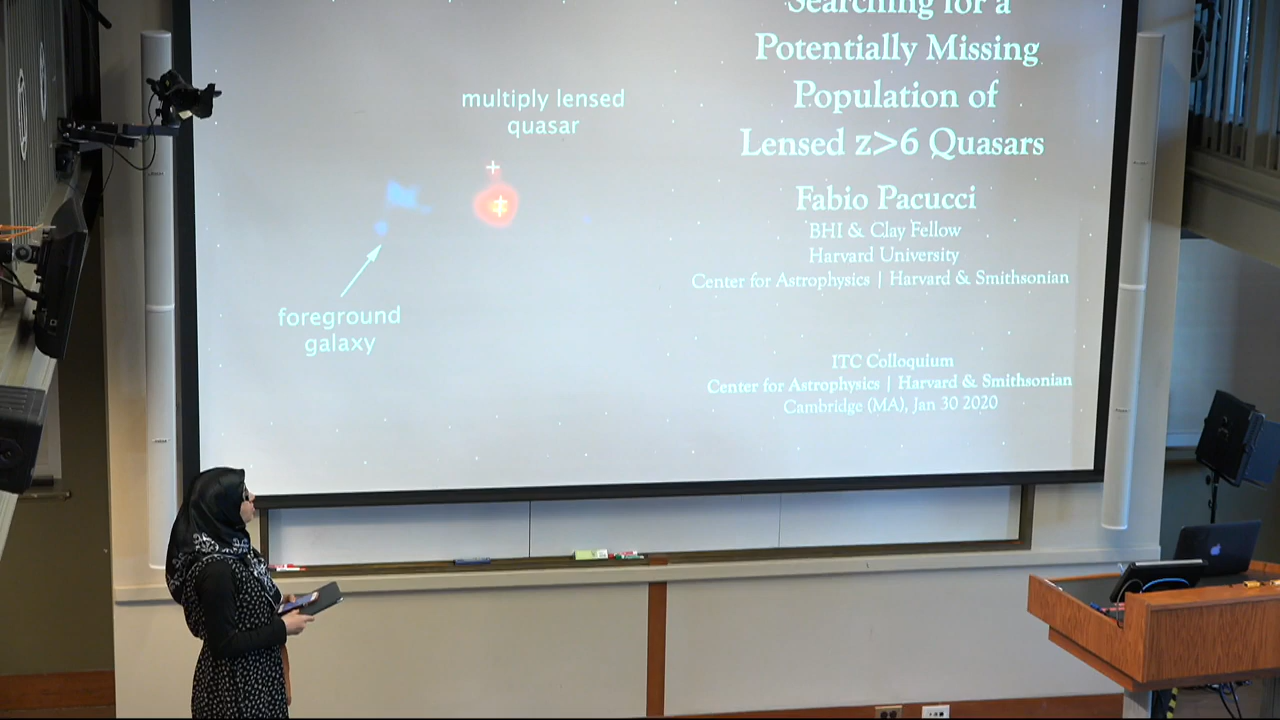 Searching for a
Potentially Missing
Population of
Lensed z>6 Quasars
multiply lensed
quasar
foreground
galaxy
Fabio Pacucci
BHI & Clay Fellow
Harvard University
Center for Astrophysics | Harvard & Smithsonian
ITC Colloquium
Center for Astrophysics | Harvard & Smithsonian
Cambridge (MA), Jan 30 2020